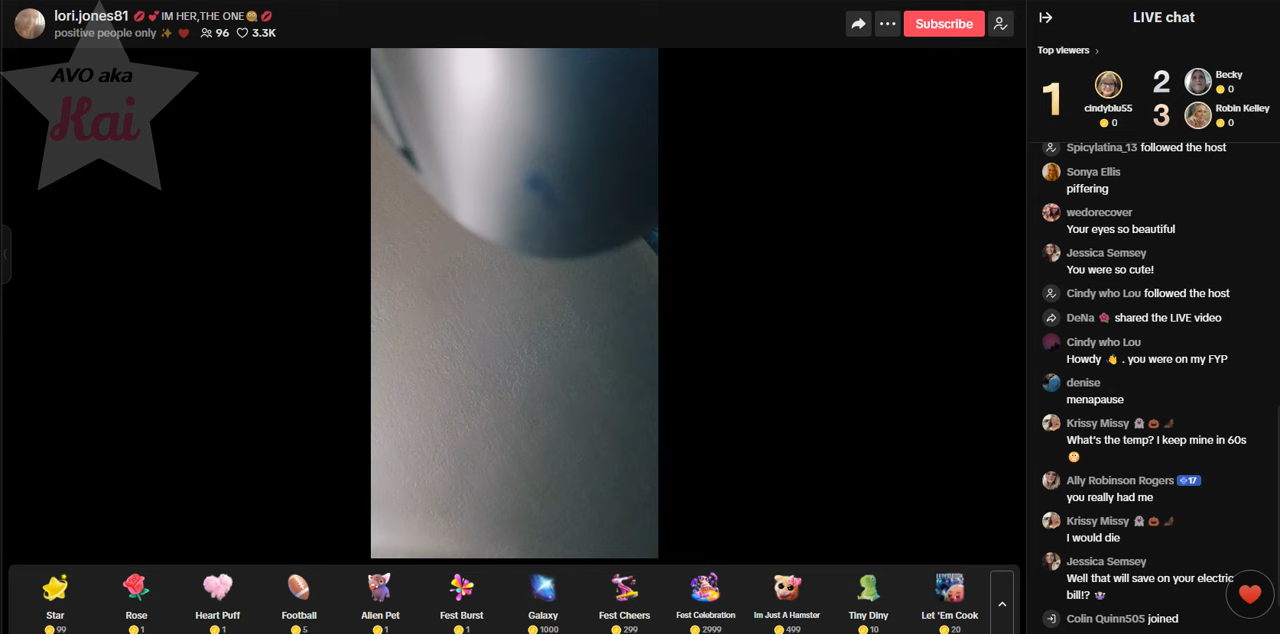 lori.jones81 💋💕IM HER,THE ONE😊💋
positive people only ✨ ♥️ 96 3.3K
Subscribe
AVO aka
Kai
LIVE chat
Top viewers
1
cindyblu55
0
2
Becky
0
3
Robin Kelley
0
Spicylatina_13 followed the host
Sonya Ellis
piffering
wedorecover
Your eyes so beautiful
Jessica Semsey
You were so cute!
Cindy who Lou followed the host
DeNa 🌺 shared the LIVE video
Cindy who Lou
Howdy 👋 . you were on my FYP
denise
menapause
Krissy Missy 👻 🎃 🍂
What's the temp? I keep mine in 60s
😬
Ally Robinson Rogers 17
you really had me
Krissy Missy 👻 🎃 🍂
I would die
Jessica Semsey
Well that will save on your electric
bill!? 🤷
Colin Quinn505 joined
Star Rose Heart Puff Football Alien Pet Fest Burst Galaxy Fest Cheers Fest Celebration Im Just A Hamstor Tiny Diny Let 'Em Cook
99 1 1 5 1 1 1000 299 2999 499 10 20